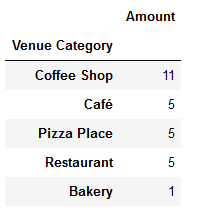 Amount
Venue Category
Coffee Shop 11
Café 5
Pizza Place 5
Restaurant 5
Bakery 1